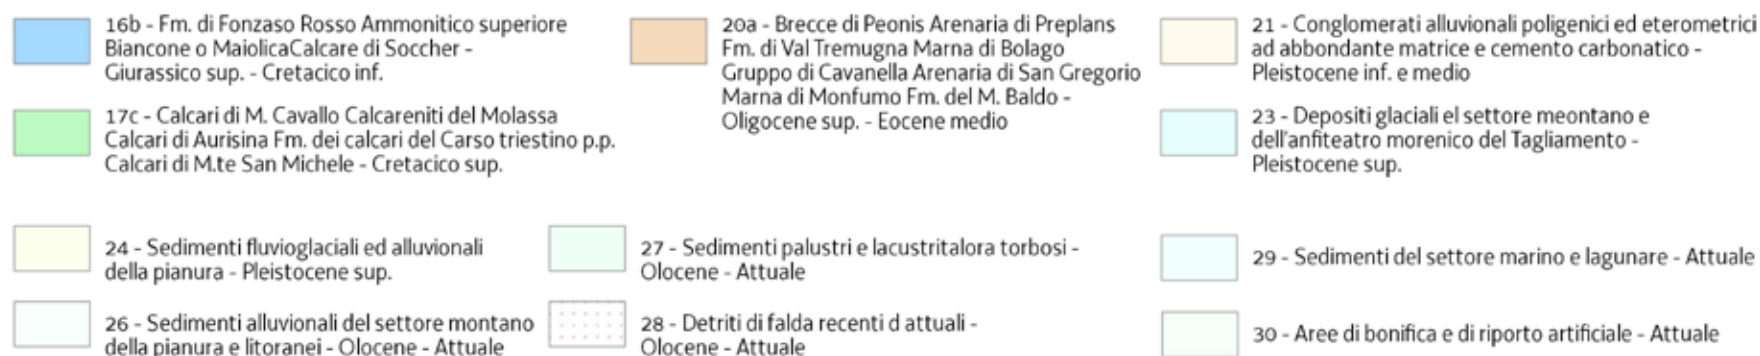 16b - Fm. di Fonzaso Rosso Ammonitico superiore
Biancone o MaiolicaCalcare di Soccher -
Giurassico sup. - Cretacico inf.
17c - Calcari di M. Cavallo Calcareniti del Molassa
Calcari di Aurisina Fm. dei calcari del Carso triestino p.p.
Calcari di M.te San Michele - Cretacico sup.
20a - Brecce di Peonis Arenaria di Preplans
Fm. di Val Tremugna Marna di Bolago
Gruppo di Cavanella Arenaria di San Gregorio
Marna di Monfumo Fm. del M. Baldo -
Oligocene sup. - Eocene medio
21 - Conglomerati alluvionali poligenici ed eterometrici
ad abbondante matrice e cemento carbonatico -
Pleistocene inf. e medio
23 - Depositi glaciali el settore meontano e
dell'anfiteatro morenico del Tagliamento -
Pleistocene sup.
24 - Sedimenti fluvioglaciali ed alluvionali
della pianura - Pleistocene sup.
26 - Sedimenti alluvionali del settore montano
della pianura e litoranei - Olocene - Attuale
27 - Sedimenti palustri e lacustritalora torbosi -
Olocene - Attuale
28 - Detriti di falda recenti d attuali -
Olocene - Attuale
29 - Sedimenti del settore marino e lagunare - Attuale
30 - Aree di bonifica e di riporto artificiale - Attuale